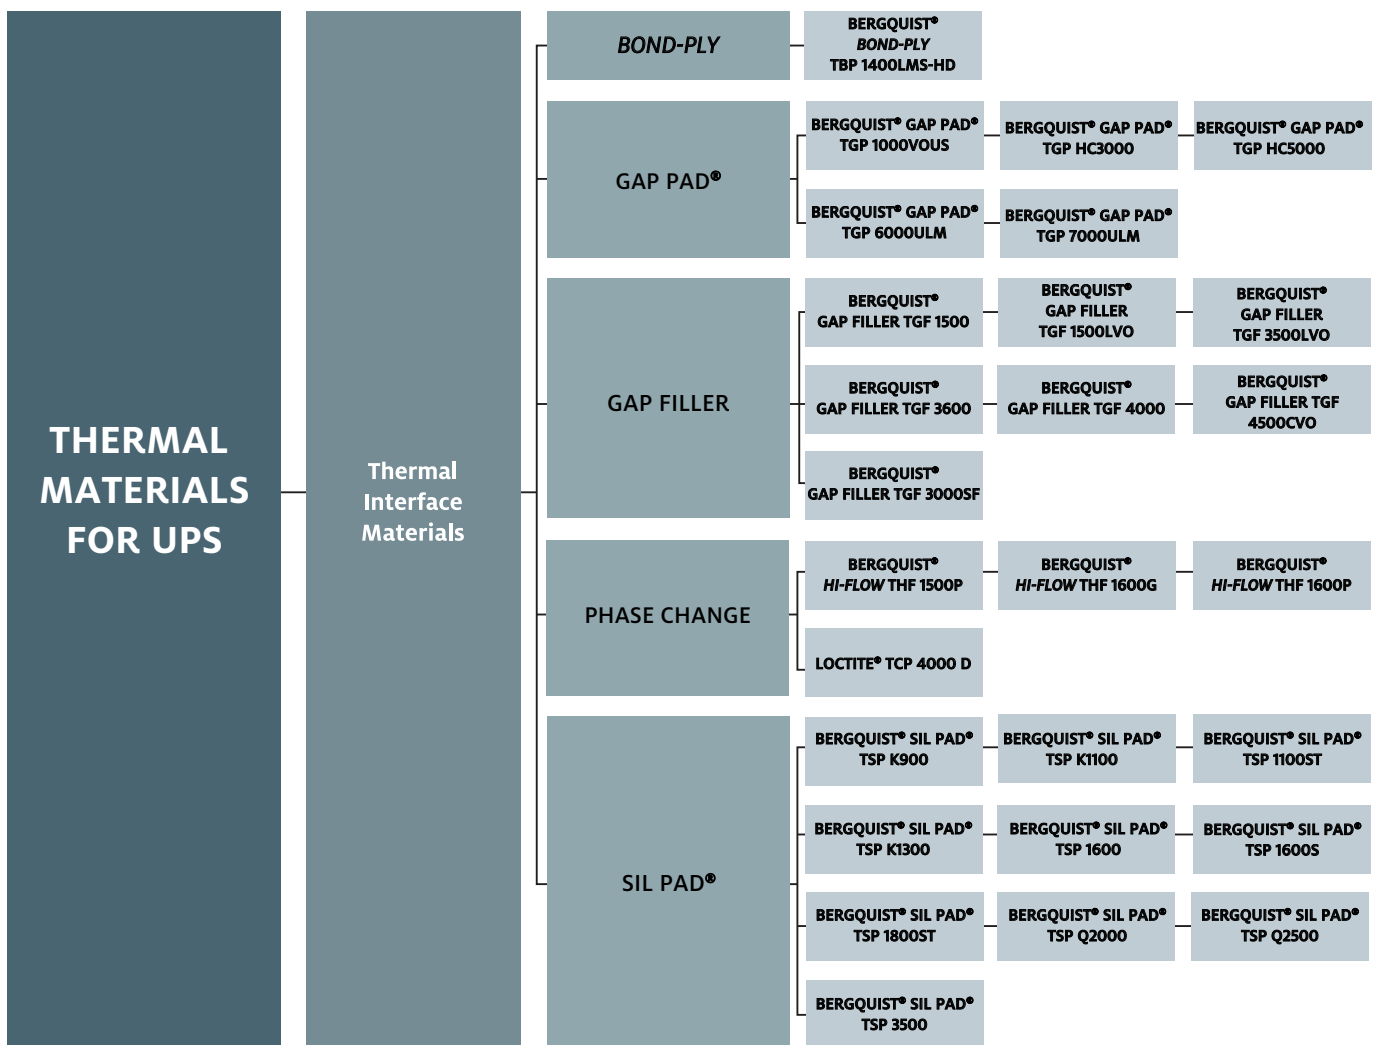 THERMAL
MATERIALS
FOR UPS
Thermal
Interface
Materials
BOND-PLY
BERGQUIST®
BOND-PLY
TBP 1400LMS-HD
GAP PAD®
BERGQUIST® GAP PAD®
TGP 1000VOUS
BERGQUIST® GAP PAD®
TGP HC3000
BERGQUIST® GAP PAD®
TGP HC5000
BERGQUIST® GAP PAD®
TGP 6000ULM
BERGQUIST® GAP PAD®
TGP 7000ULM
GAP FILLER
BERGQUIST®
GAP FILLER TGF 1500
BERGQUIST®
GAP FILLER
TGF 1500LVO
BERGQUIST®
GAP FILLER
TGF 3500LVO
BERGQUIST®
GAP FILLER TGF 3600
BERGQUIST®
GAP FILLER TGF 4000
BERGQUIST®
GAP FILLER TGF
4500CVO
BERGQUIST®
GAP FILLER TGF 3000SF
PHASE CHANGE
BERGQUIST®
HI-FLOW THF 1500P
BERGQUIST®
HI-FLOW THF 1600G
BERGQUIST®
HI-FLOW THF 1600P
LOCTITE® TCP 4000 D
SIL PAD®
BERGQUIST® SIL PAD®
TSP K900
BERGQUIST® SIL PAD®
TSP K1100
BERGQUIST® SIL PAD®
TSP 1100ST
BERGQUIST® SIL PAD®
TSP K1300
BERGQUIST® SIL PAD®
TSP 1600
BERGQUIST® SIL PAD®
TSP 1600S
BERGQUIST® SIL PAD®
TSP 1800ST
BERGQUIST® SIL PAD®
TSP Q2000
BERGQUIST® SIL PAD®
TSP Q2500
BERGQUIST® SIL PAD®
TSP 3500